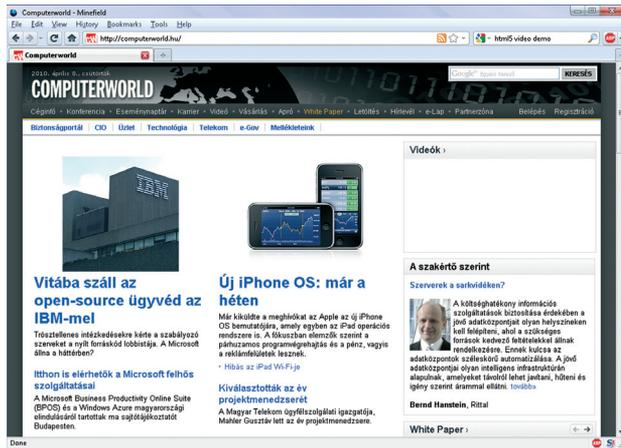 Computerworld - Minefield
File Edit View History Bookmarks Tools Help
http://computerworld.hu/
html5 video demo
Computerworld
2010. április 8., csütörtök
COMPUTERWORLD
Google™
KERESÉS
Céginfó • Konferencia • Eseménynaptár • Karrier • Videó • Vásárlás • Apró • White Paper • Letöltés • Hírlevél • e-Lap • Partnerzóna
Belépés Regisztráció
Biztonságportál | CIO | Üzlet | Technológia | Telekom | e-Gov | Mellékleteink
IBM
Vitába száll az
open-source ügyvéd az
IBM-mel
Trösztellenes intézkedésekre kérte a szabályozó
szerveket a nyílt forráskód lobbistája. A Microsoft
állna a háttérben?
Itthon is elérhetők a Microsoft felhős
szolgáltatásai
A Microsoft Business Productivity Online Suite
(BPOS) és a Windows Azure magyarországi
elindulásáról tartottak ma sajtótájékoztatót
Budapesten.
Új iPhone OS: már a
héten
Már kiküldte a meghívókat az Apple az új iPhone
OS bemutatójára, amely egyben az iPad operációs
rendszere is. A fókuszban elemzők szerint a
párhuzamos programvégrehajtás és a pénz, vagyis
a reklámfelületek lesznek.
• Hibás az iPad Wi-Fi-je
Kiválasztották az év
projektmenedzserét
A Magyar Telekom ügyfélszolgálati igazgatója,
Mahler Gusztáv lett az év projektmenedzsere.
Videók ›
A szakértő szerint
Szerverek a sarkvidéken?
A költséghatékony információs
szolgáltatások biztosítása érdekében a
jövő adatközpontjait olyan helyszíneken
kell felépíteni, ahol a szükséges
források kedvező feltételekkel állnak
rendelkezésre. Ennek kulcsa az
adatközpontok széleskörű automatizálása. A jövő
adatközpontjai olyan intelligens infrastruktúrán
alapulnak, amelyeket távolról lehet javítani, hűteni és
igény szerint árammal ellátni. tovább»
Bernd Hanstein, Rittal
White Paper ›
Done